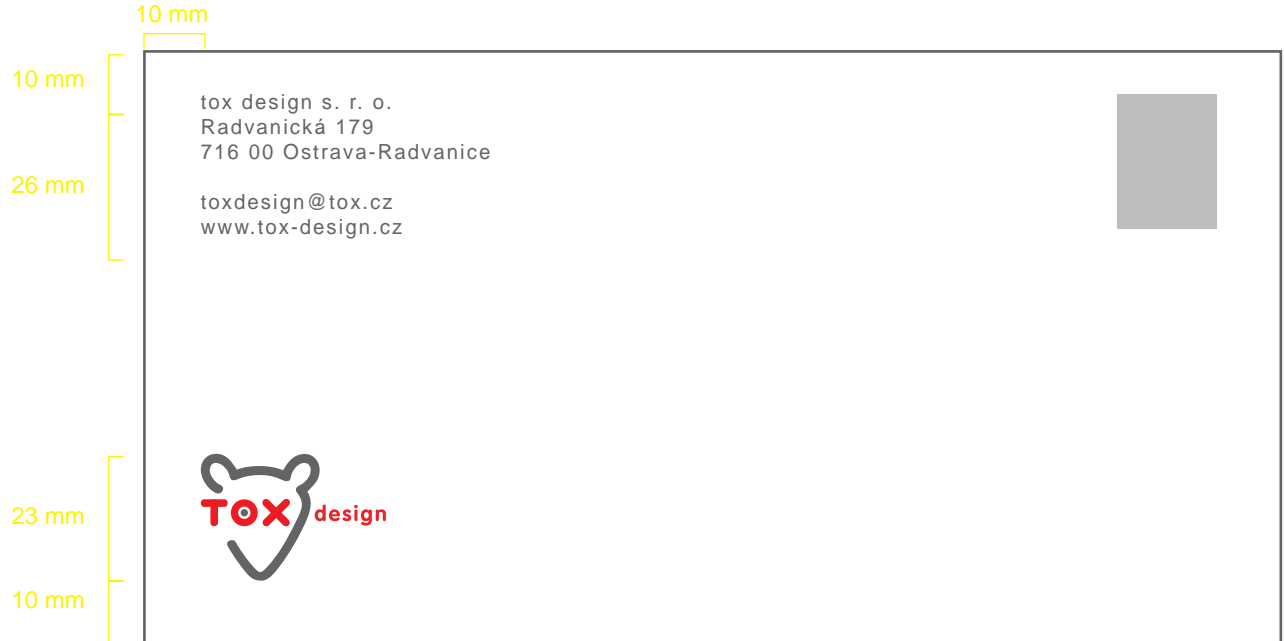 10 mm
10 mm
tox design s. r. o.
Radvanická 179
716 00 Ostrava-Radvanice
26 mm
toxdesign@tox.cz
www.tox-design.cz
23 mm
TOX design
10 mm